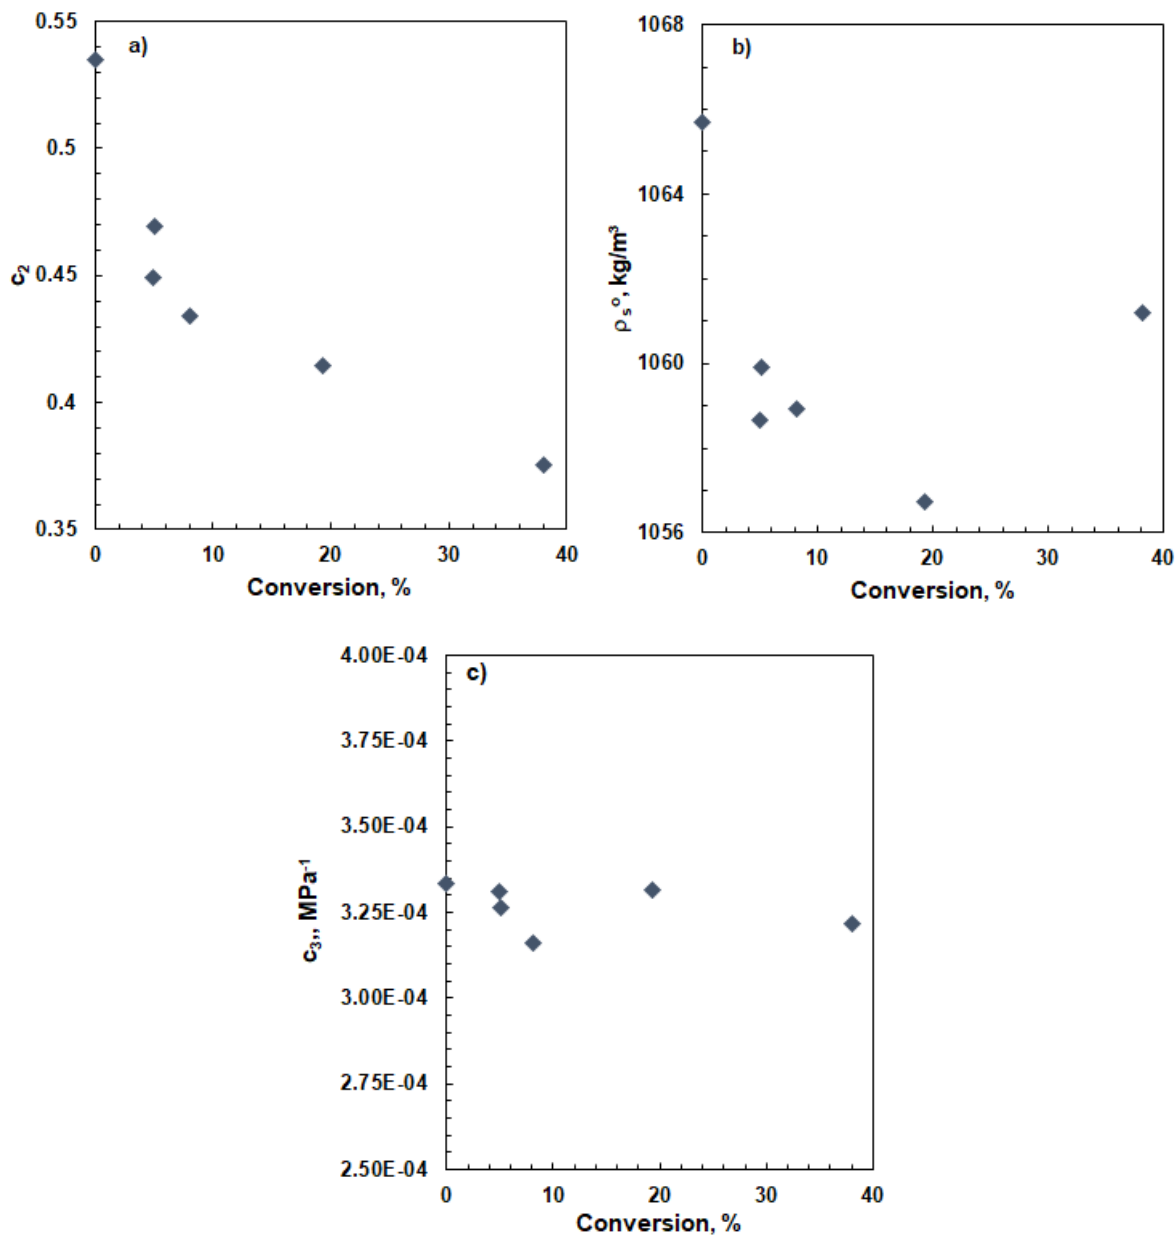 a)
0.55
0.5
0.45
0.4
0.35
c₂
0 10 20 30 40
Conversion, %
b)
1068
1064
1060
1056
ρ s o, kg/m³
0 10 20 30 40
Conversion, %
c)
4.00E-04
3.75E-04
3.50E-04
3.25E-04
3.00E-04
2.75E-04
2.50E-04
c₃,, MPa⁻¹
0 10 20 30 40
Conversion, %